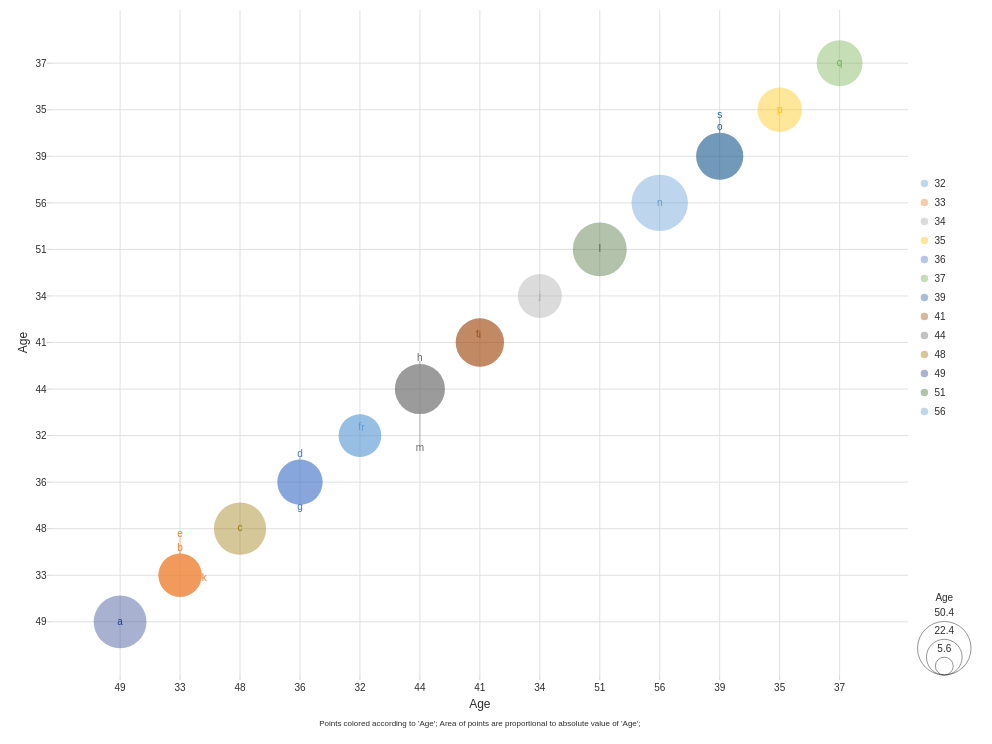 37
q
35
p
s
o
39
56
n
51
l
34
j
41
h
44
32
m
d
36
g
48
c
e
b
33
k
49
a
Age
49 33 48 36 32 44 41 34 51 56 39 35 37
Age
Points colored according to 'Age'; Area of points are proportional to absolute value of 'Age';
32
33
34
35
36
37
39
41
44
48
49
51
56
Age
50.4
22.4
5.6